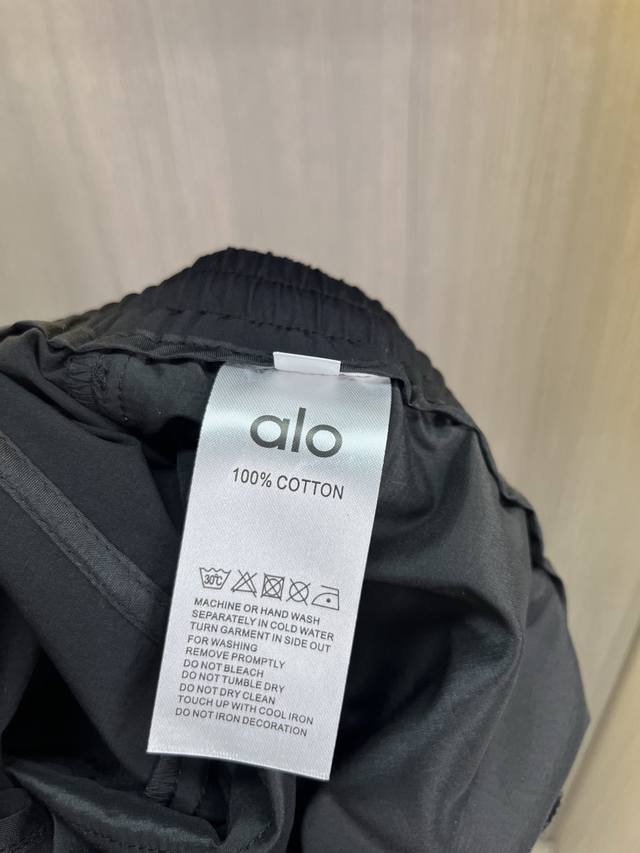 alo
100% COTTON
30°C
MACHINE OR HAND WASH
SEPARATELY IN COLD WATER
TURN GARMENT IN SIDE OUT
FOR WASHING
REMOVE PROMPTLY
DO NOT BLEACH
DO NOT TUMBLE DRY
DO NOT DRY CLEAN
TOUCH UP WITH COOL IRON
DO NOT IRON DECORATION